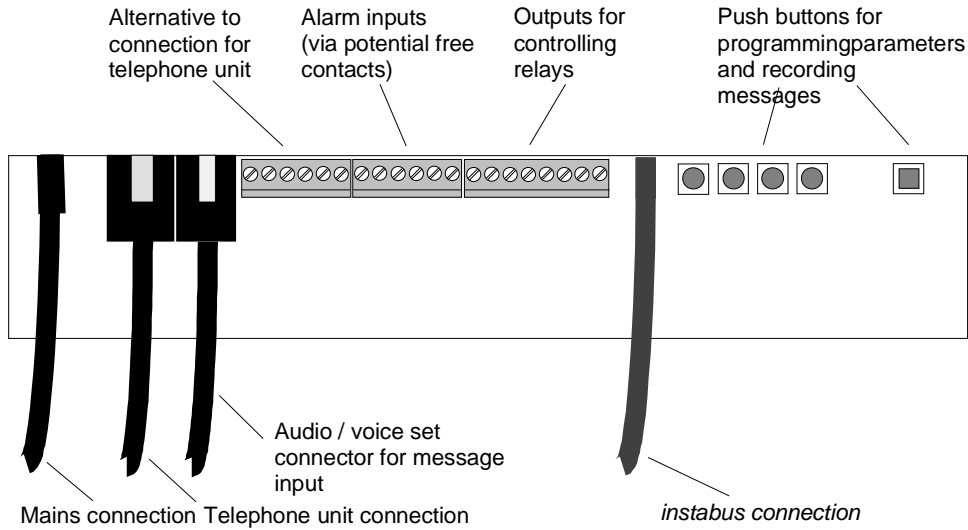 Alternative to
connection for
telephone unit
Alarm inputs
(via potential free
contacts)
Outputs for
controlling
relays
Push buttons for
programmingparameters
and recording
messages
Audio / voice set
connector for message
input
Mains connection
Telephone unit connection
instabus connection